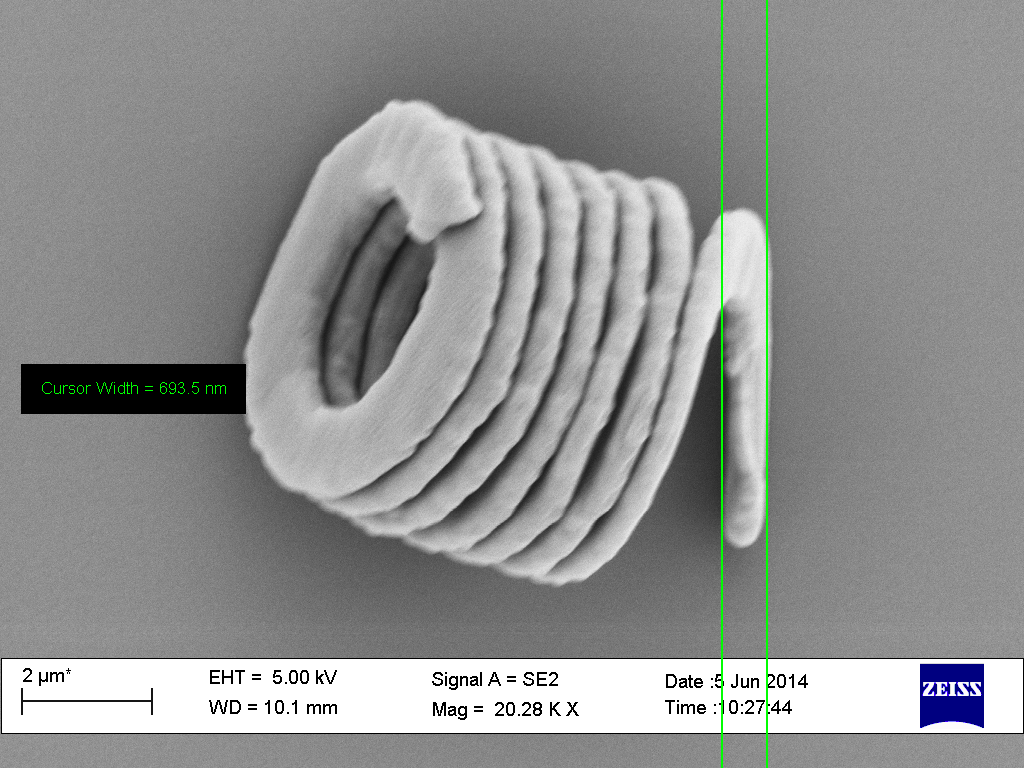 Cursor Width = 693.5 nm
2 µm*
EHT = 5.00 kV
Signal A = SE2
Date :5 Jun 2014
WD = 10.1 mm
Mag = 20.28 K X
Time :10:27:44
ZEISS